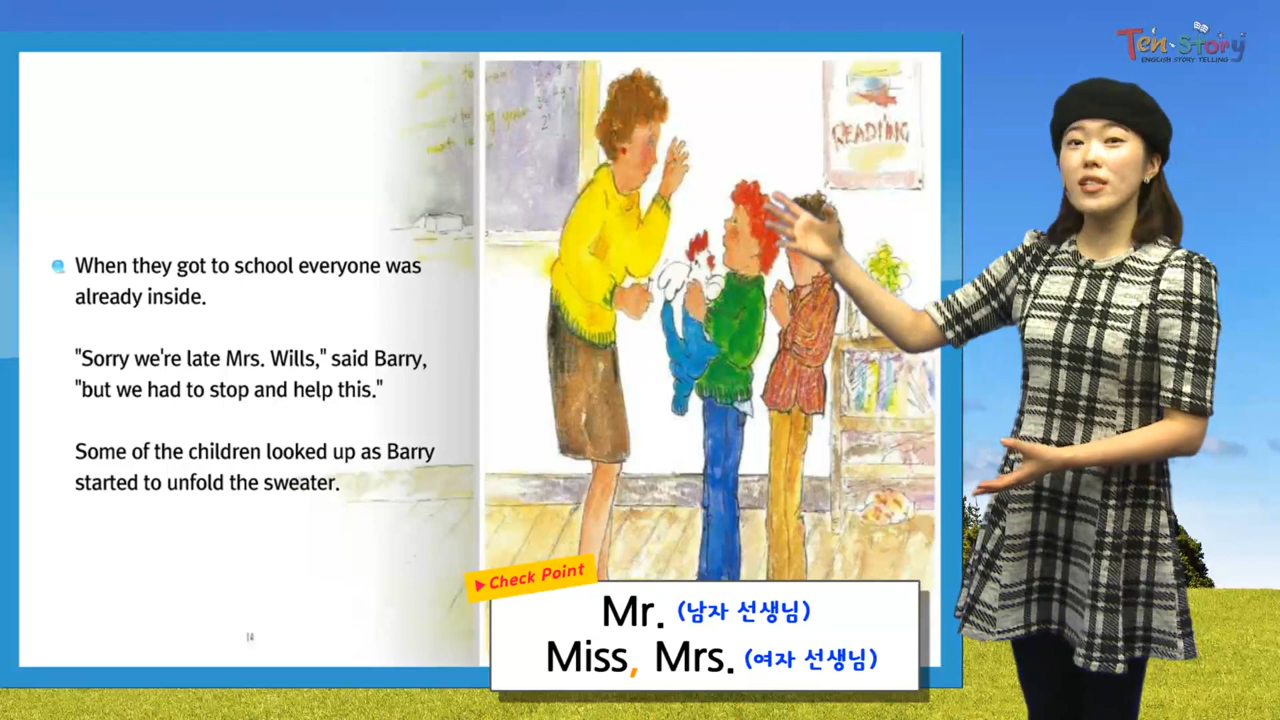 Ten·Story
ENGLISH STORY TELLING
READING
When they got to school everyone was
already inside.
"Sorry we're late Mrs. Wills," said Barry,
"but we had to stop and help this."
Some of the children looked up as Barry
started to unfold the sweater.
14
▶Check Point
Mr. (남자 선생님)
Miss, Mrs. (여자 선생님)